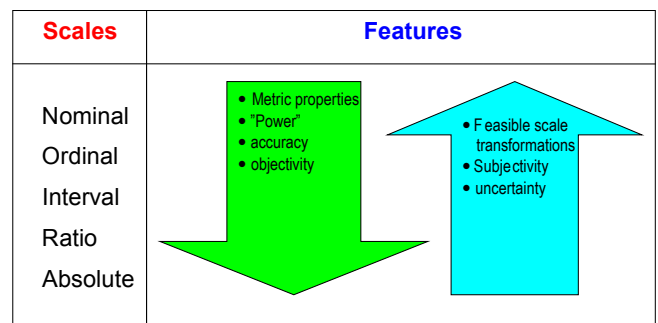 Scales Features
Nominal
Ordinal
Interval
Ratio
Absolute
• Metric properties
• ”Power”
• accuracy
• objectivity
• Feasible scale
transformations
• Subjectivity
• uncertainty